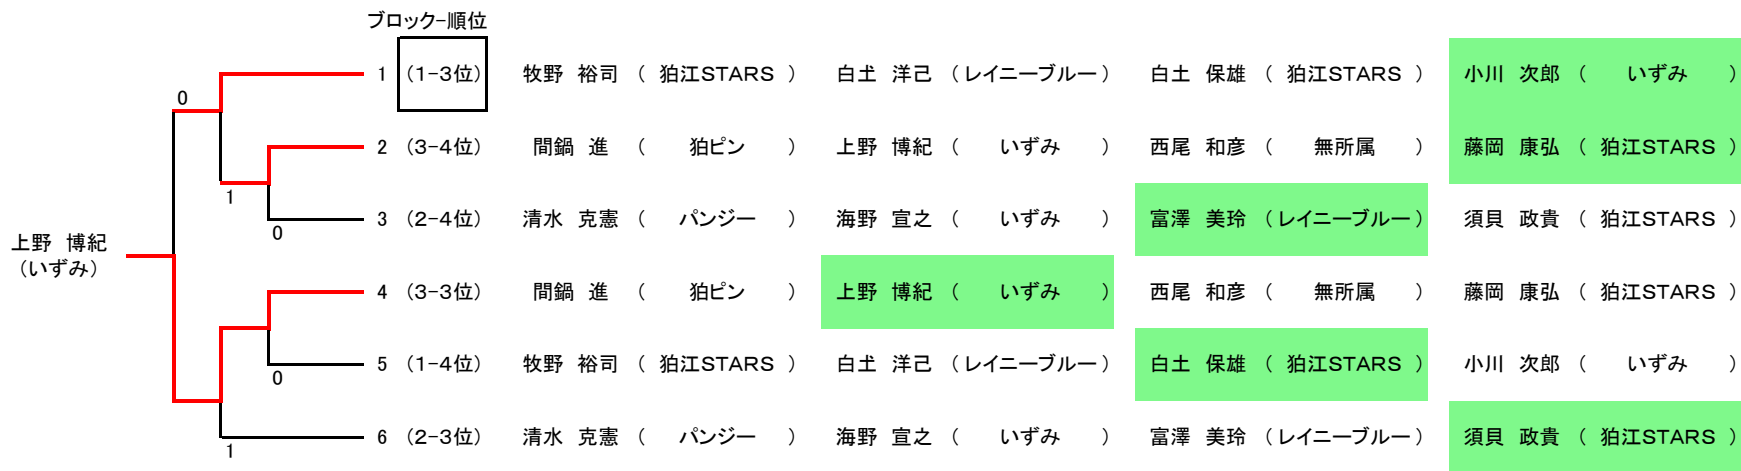 ブロック-順位
1 (1-3位) 牧野 裕司 ( 狛江STARS ) 白圡 洋己 (レイニーブルー) 白土 保雄 ( 狛江STARS ) 小川 次郎 ( いずみ )
0
2 (3-4位) 間鍋 進 ( 狛ピン ) 上野 博紀 ( いずみ ) 西尾 和彦 ( 無所属 ) 藤岡 康弘 ( 狛江STARS )
1
3 (2-4位) 清水 克憲 ( パンジー ) 海野 宣之 ( いずみ ) 富澤 美玲 (レイニーブルー) 須貝 政貴 ( 狛江STARS )
0
上野 博紀
(いずみ)
4 (3-3位) 間鍋 進 ( 狛ピン ) 上野 博紀 ( いずみ ) 西尾 和彦 ( 無所属 ) 藤岡 康弘 ( 狛江STARS )
5 (1-4位) 牧野 裕司 ( 狛江STARS ) 白圡 洋己 (レイニーブルー) 白土 保雄 ( 狛江STARS ) 小川 次郎 ( いずみ )
0
6 (2-3位) 清水 克憲 ( パンジー ) 海野 宣之 ( いずみ ) 富澤 美玲 (レイニーブルー) 須貝 政貴 ( 狛江STARS )
1